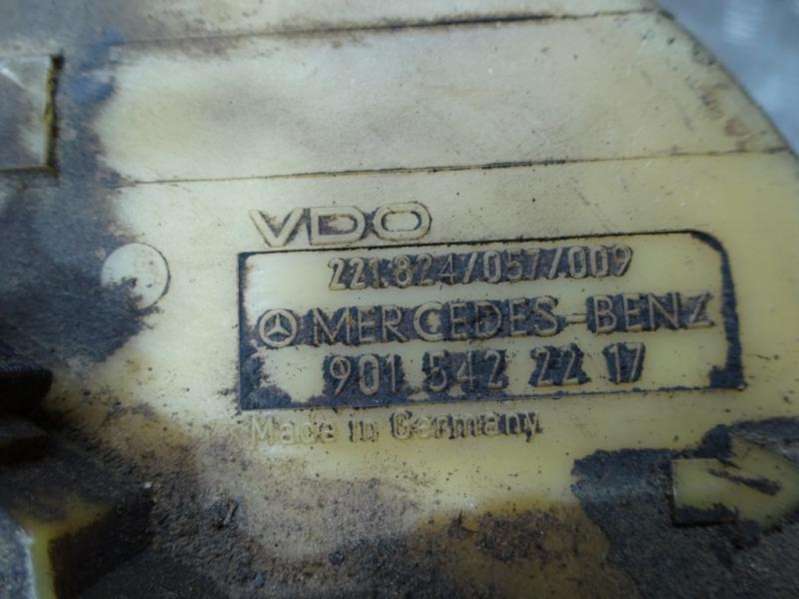 VDO
221.824/057/009
MERCEDES-BENZ
901 542 22 17
Made in Germany